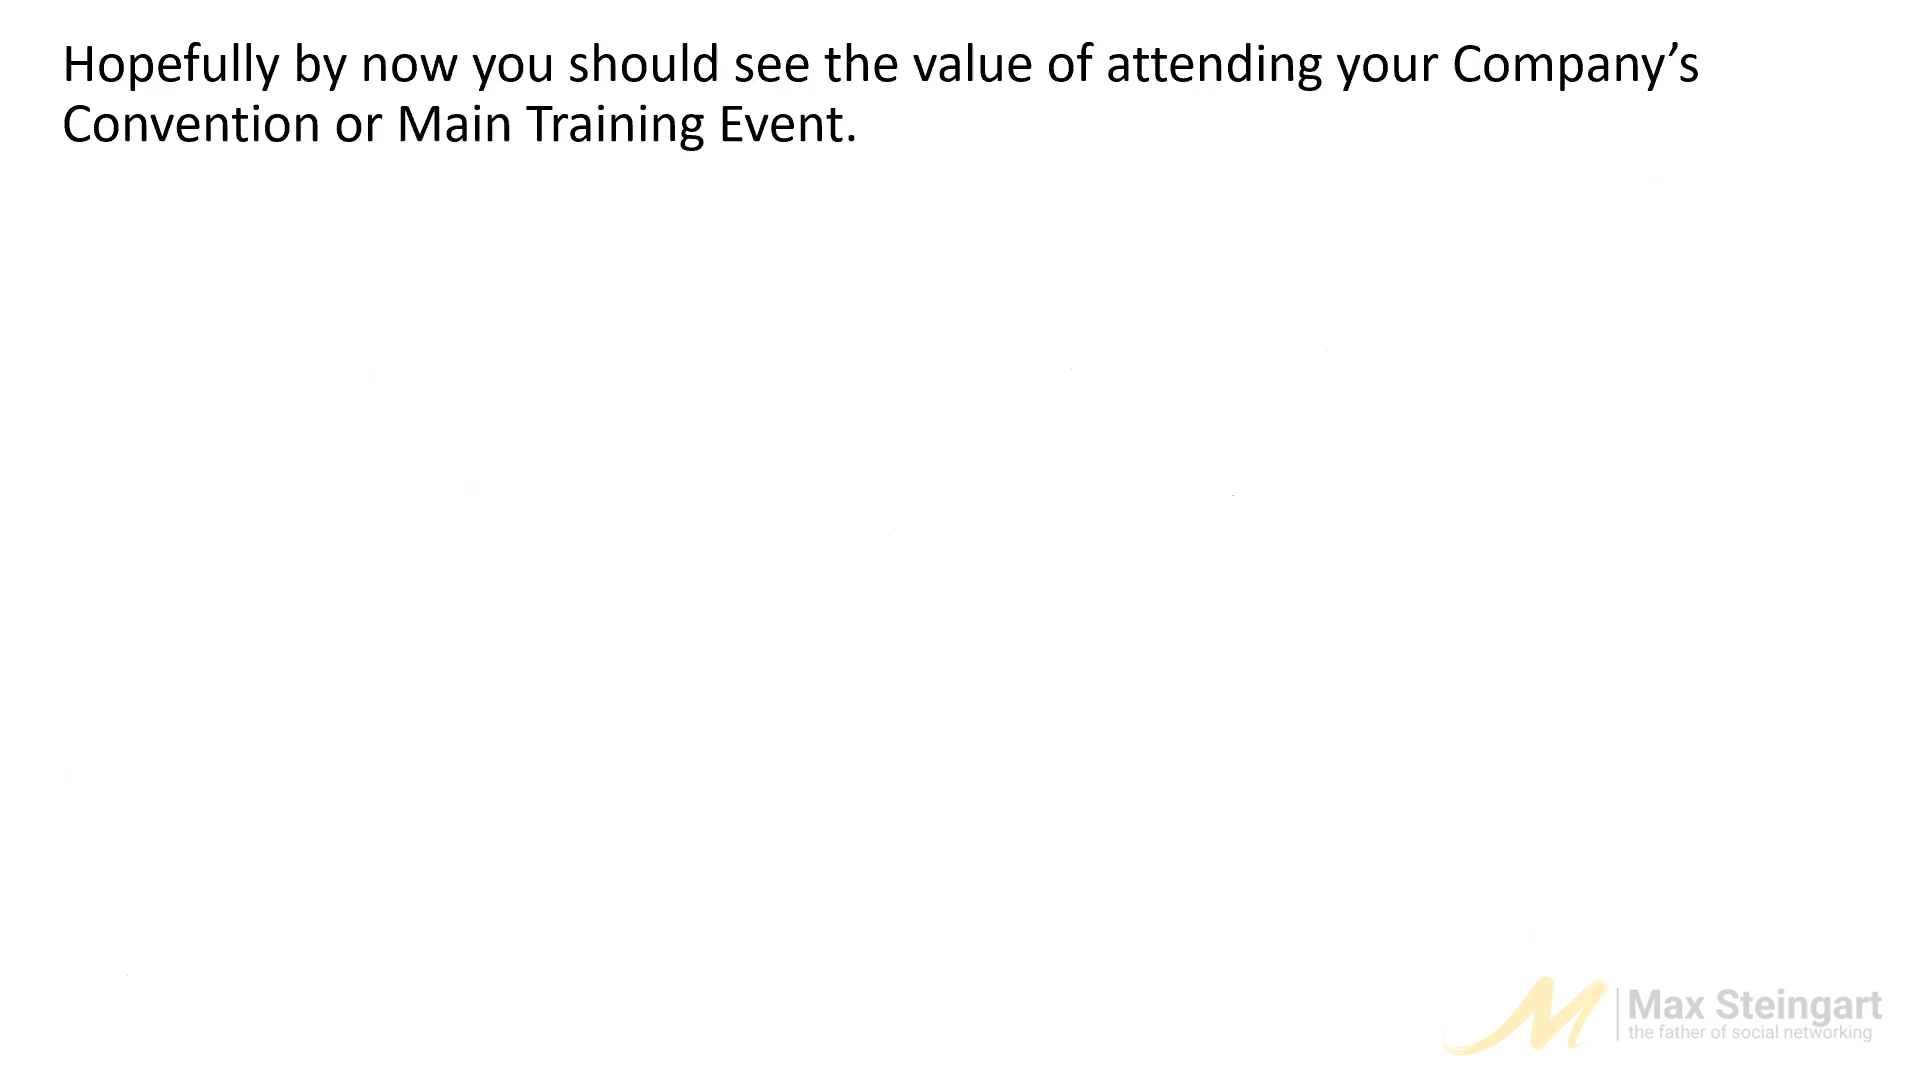 Hopefully by now you should see the value of attending your Company’s
Convention or Main Training Event.
Max Steingart
the father of social networking